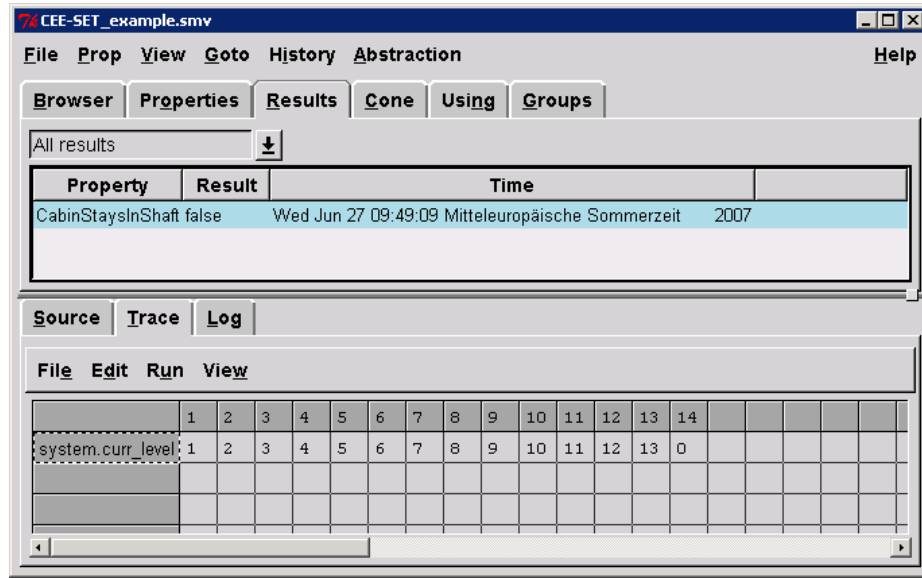 CEE-SET_example.smv
File Prop View Goto History Abstraction Help
Browser Properties Results Cone Using Groups
All results
Property Result Time
CabinStaysInShaft false Wed Jun 27 09:49:09 Mitteleuropäische Sommerzeit 2007
Source Trace Log
File Edit Run View
1 2 3 4 5 6 7 8 9 10 11 12 13 14
system.curr_level 1 2 3 4 5 6 7 8 9 10 11 12 13 0